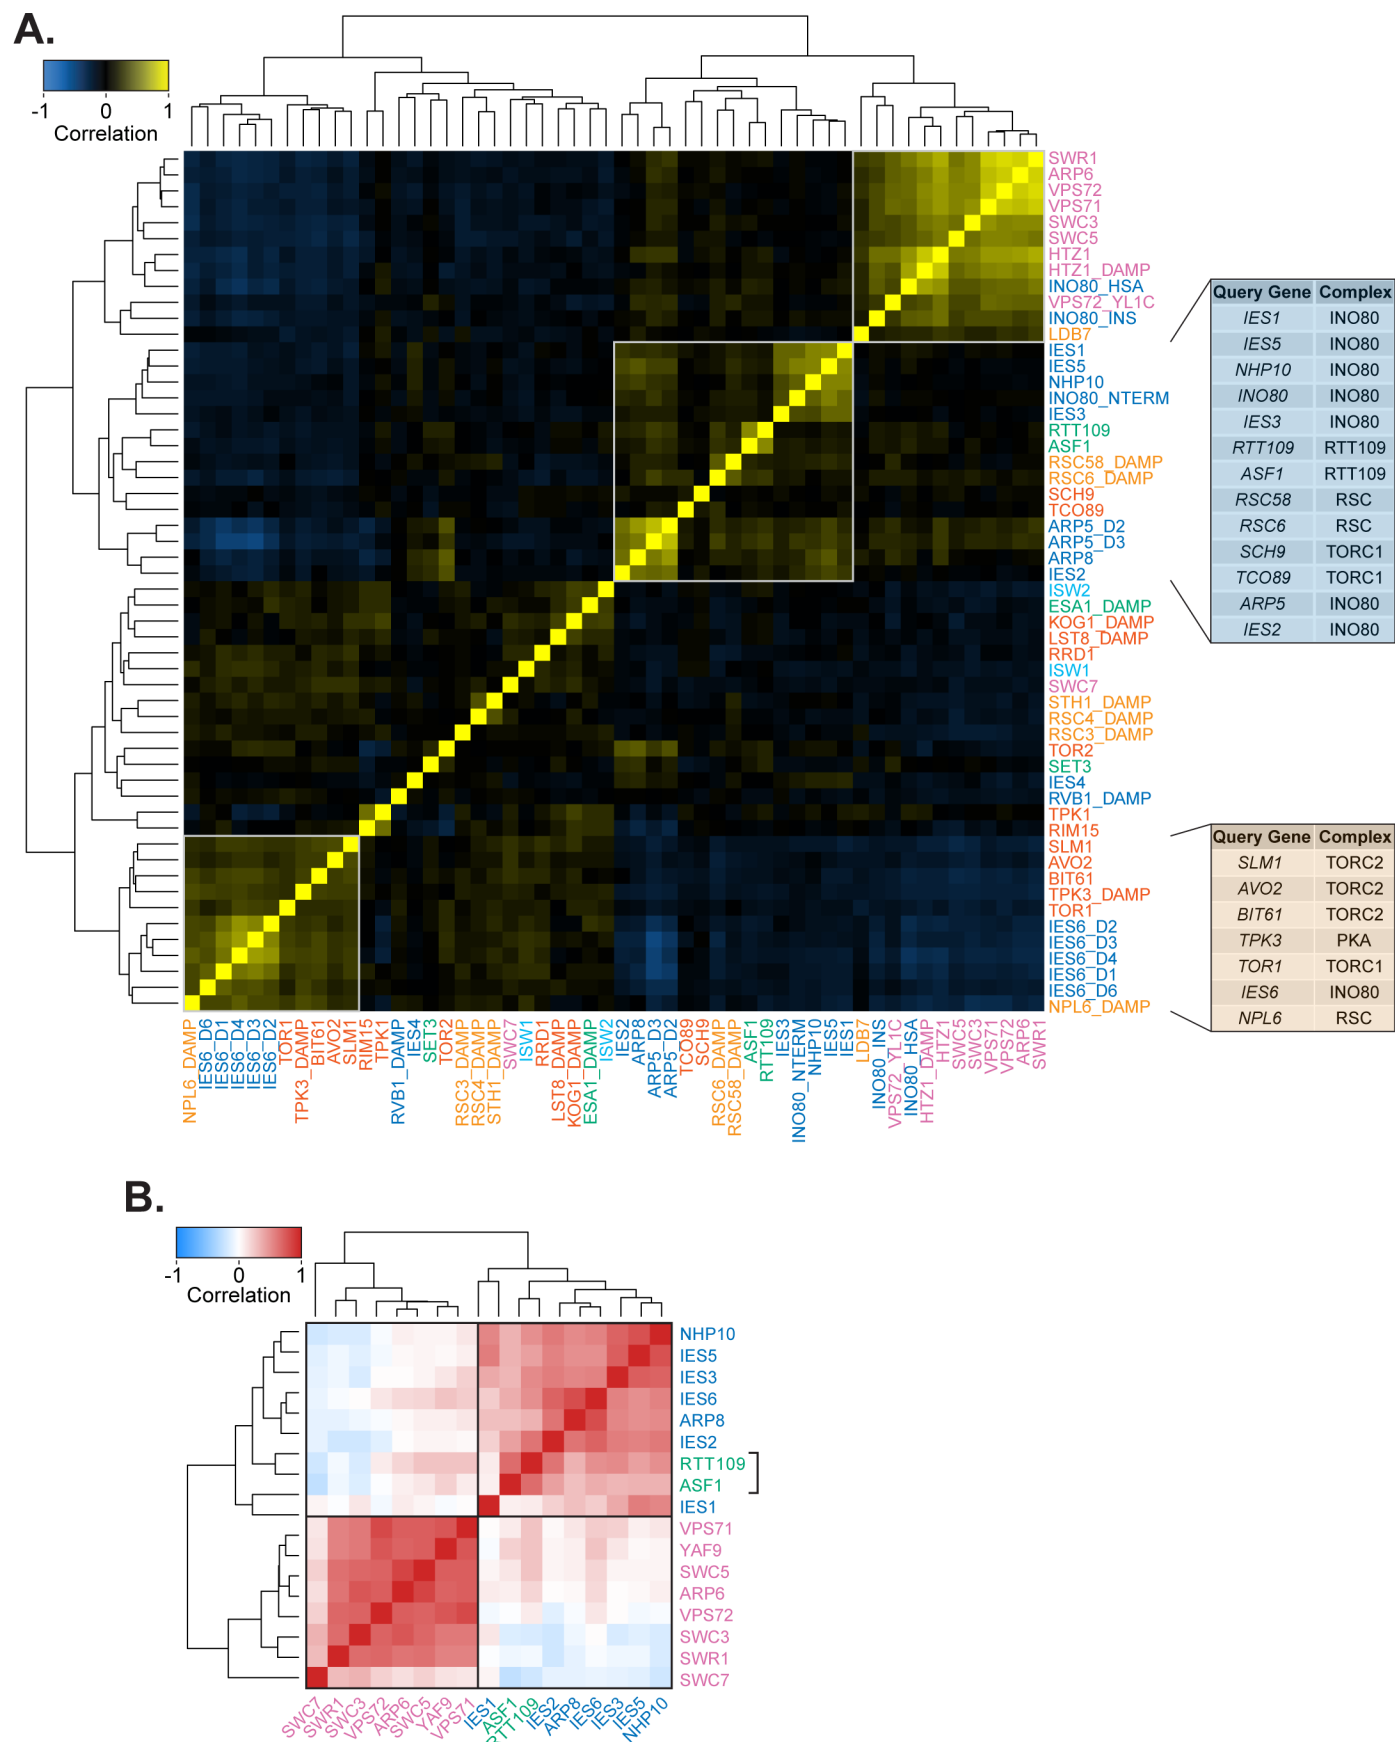 A.
-1 0 1
Correlation
SWR1
ARP6
VPS72
VPS71
SWC3
SWC5
HTZ1
HTZ1_DAMP
INO80_HSA
VPS72_YL1C
INO80_INS
LDB7
IES1
IES5
NHP10
INO80_NTERM
IES3
RTT109
ASF1
RSC58_DAMP
RSC6_DAMP
SCH9
TCO89
ARP5_D2
ARP5_D3
ARP8
IES2
ISW2
ESA1_DAMP
KOG1_DAMP
LST8_DAMP
RRD1
ISW1
SWC7
STH1_DAMP
RSC4_DAMP
RSC3_DAMP
TOR2
SET3
IES4
RVB1_DAMP
TPK1
RIM15
SLM1
AVO2
BIT61
TPK3_DAMP
TOR1
IES6_D2
IES6_D3
IES6_D4
IES6_D1
IES6_D6
NPL6_DAMP
Query Gene Complex
IES1 INO80
IES5 INO80
NHP10 INO80
INO80 INO80
IES3 INO80
RTT109 RTT109
ASF1 RTT109
RSC58 RSC
RSC6 RSC
SCH9 TORC1
TCO89 TORC1
ARP5 INO80
IES2 INO80
Query Gene Complex
SLM1 TORC2
AVO2 TORC2
BIT61 TORC2
TPK3 PKA
TOR1 TORC1
IES6 INO80
NPL6 RSC
NPL6_DAMP
IES6_D6
IES6_D1
IES6_D4
IES6_D3
IES6_D2
TOR1
TPK3_DAMP
BIT61
AVO2
SLM1
RIM15
TPK1
RVB1_DAMP
IES4
SET3
TOR2
RSC3_DAMP
RSC4_DAMP
STH1_DAMP
SWC7
ISW1
RRD1
LST8_DAMP
KOG1_DAMP
ESA1_DAMP
ISW2
IES2
ARP8
ARP5_D3
ARP5_D2
TCO89
SCH9
RSC6_DAMP
RSC58_DAMP
ASF1
RTT109
IES3
INO80_NTERM
NHP10
IES5
IES1
LDB7
INO80_INS
VPS72_YL1C
INO80_HSA
HTZ1_DAMP
HTZ1
SWC5
SWC3
VPS71
VPS72
ARP6
SWR1
B.
-1 0 1
Correlation
NHP10
IES5
IES3
IES6
ARP8
IES2
RTT109
ASF1
IES1
VPS71
YAF9
SWC5
ARP6
VPS72
SWC3
SWR1
SWC7
SWC7
SWR1
SWC3
VPS72
ARP6
SWC5
YAF9
VPS71
IES1
ASF1
RTT109
IES2
ARP8
IES6
IES3
IES5
NHP10